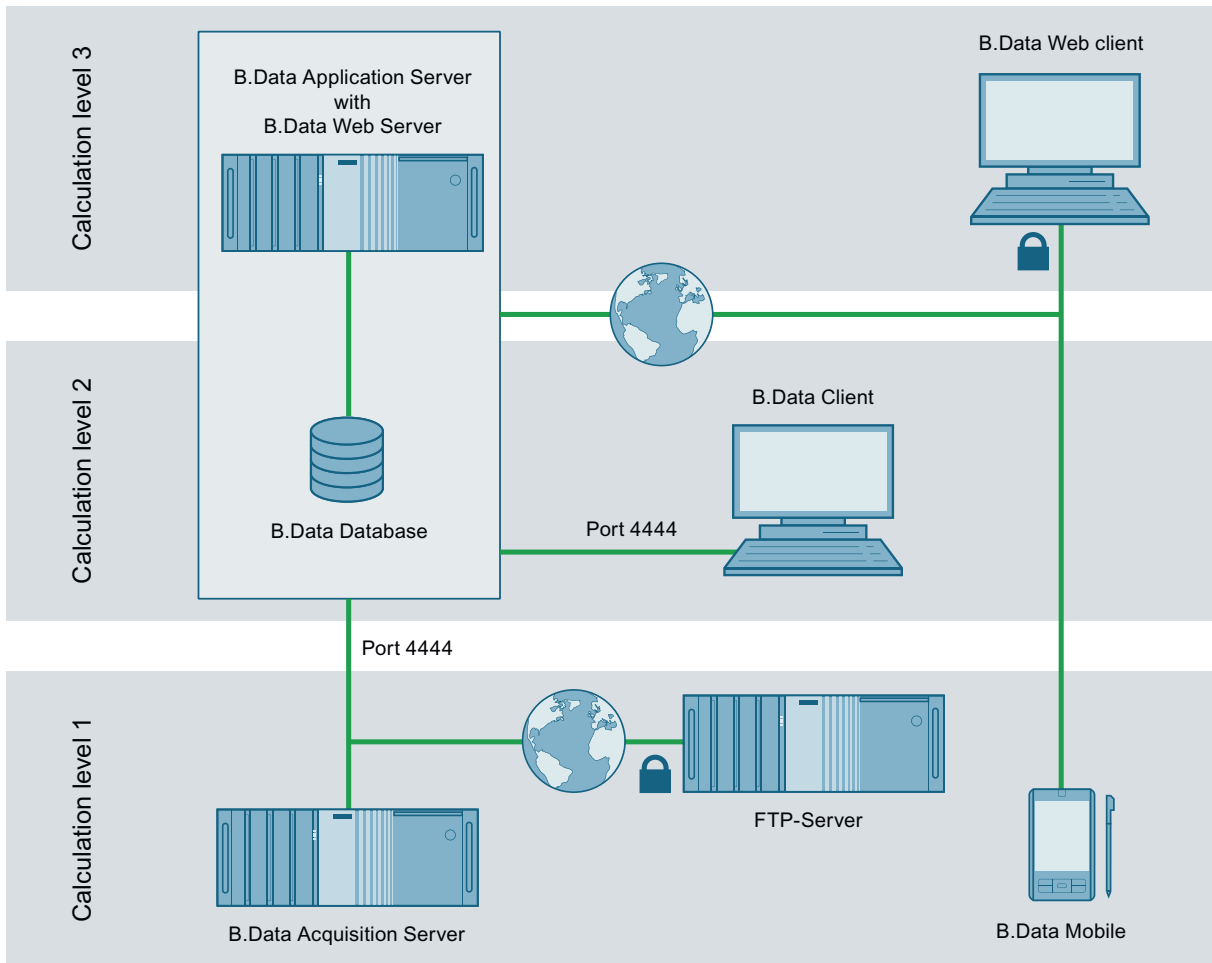 Calculation level 3
B.Data Application Server
with
B.Data Web Server
B.Data Web client
Calculation level 2
B.Data Client
B.Data Database
Port 4444
Port 4444
Calculation level 1
FTP-Server
B.Data Acquisition Server
B.Data Mobile